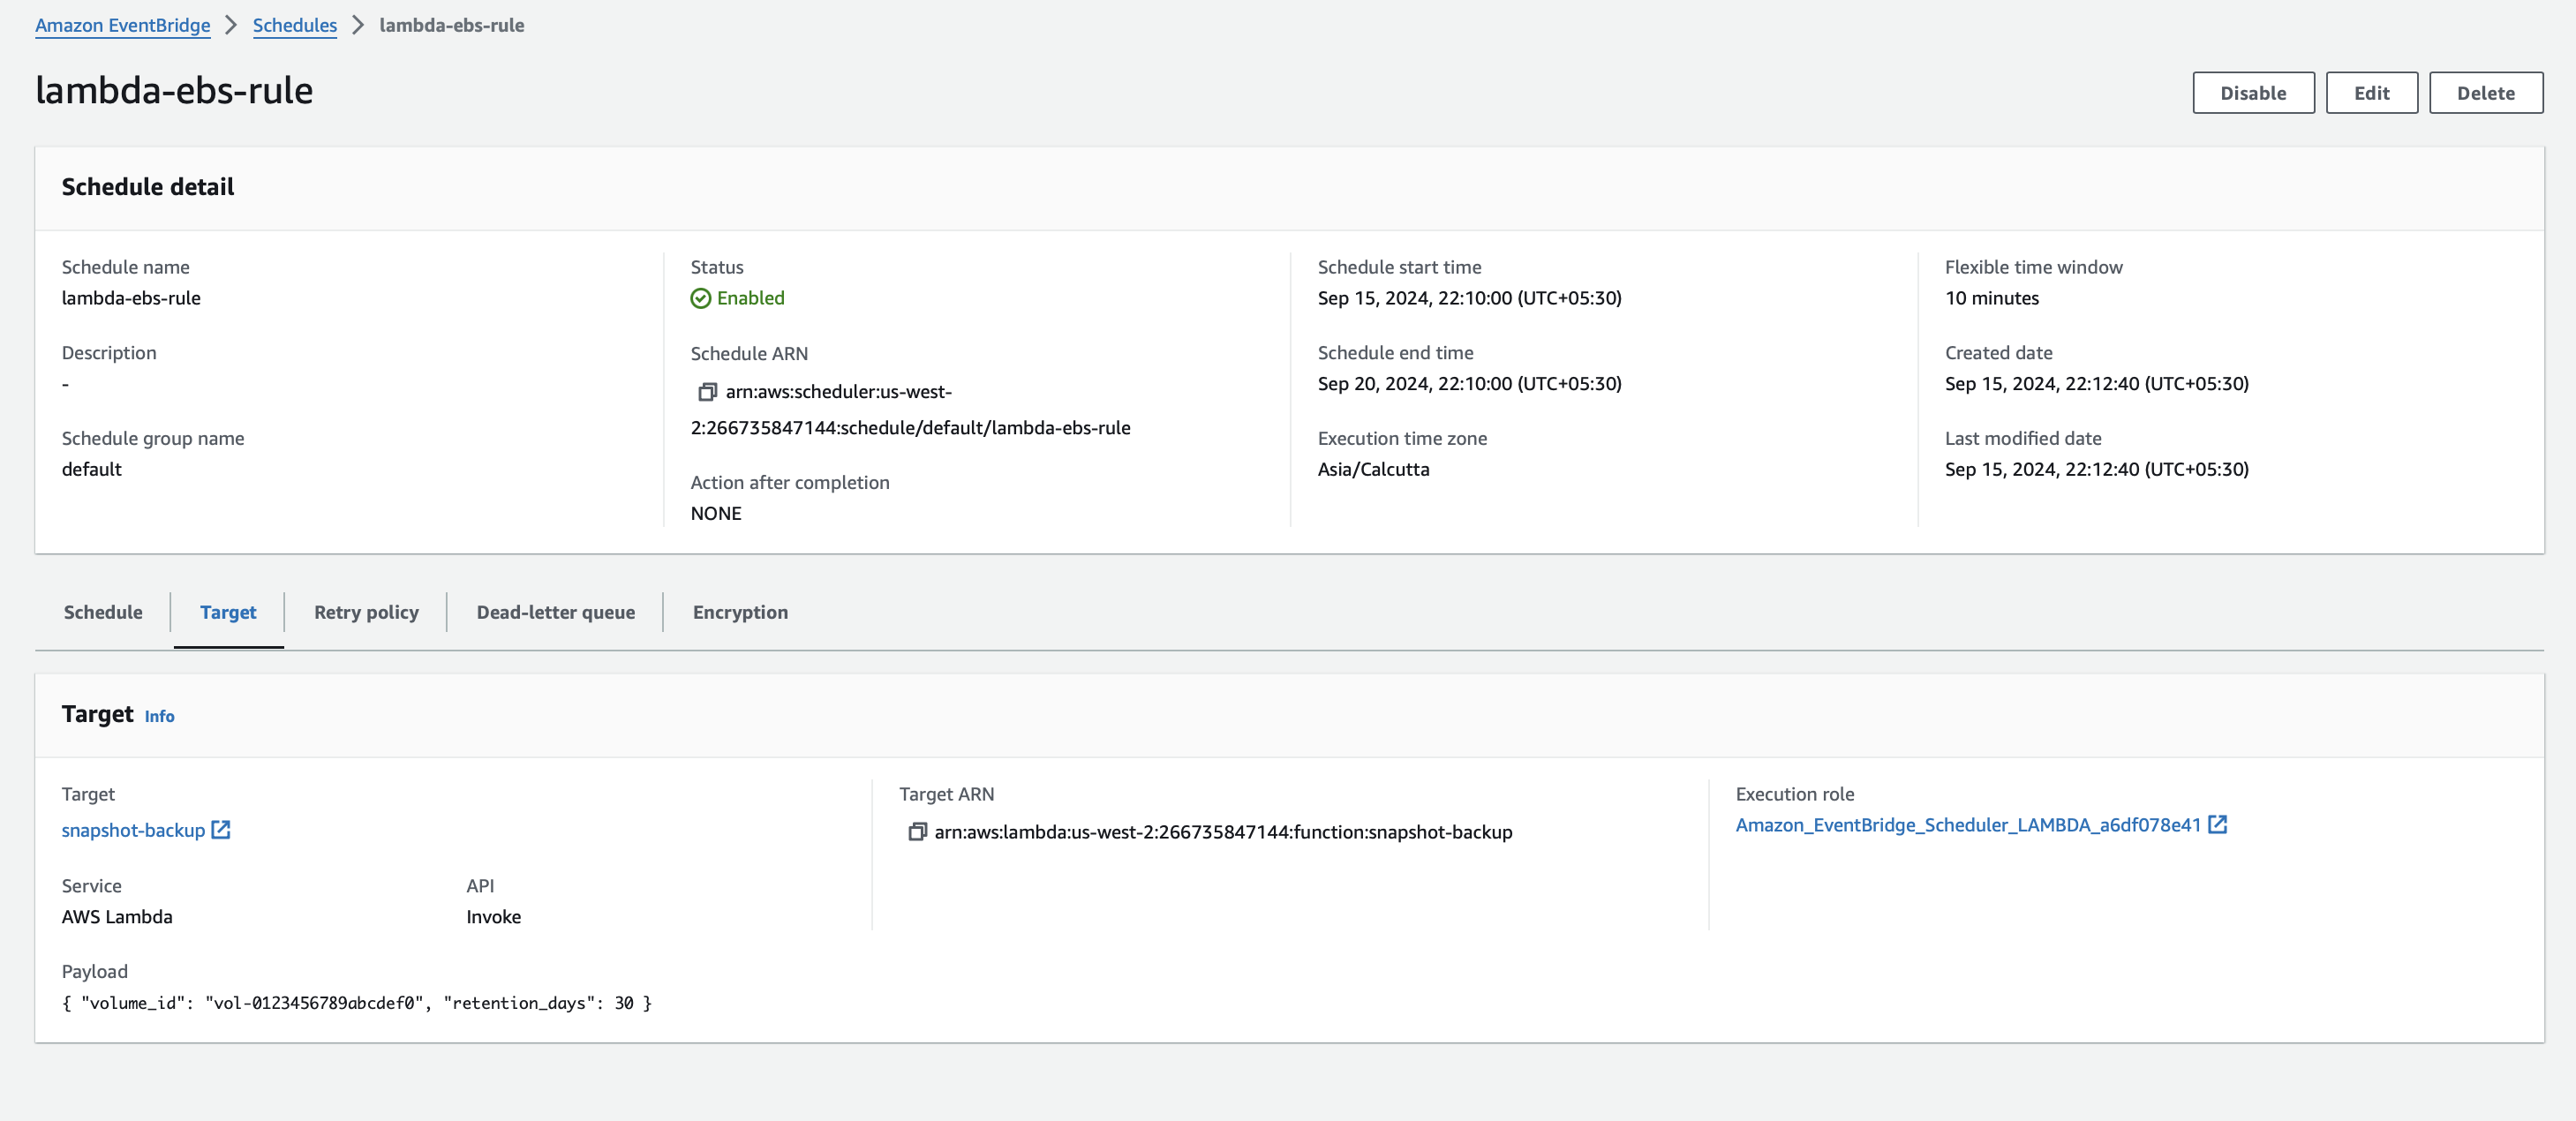 Amazon EventBridge > Schedules > lambda-ebs-rule
lambda-ebs-rule
Disable
Edit
Delete
Schedule detail
Schedule name
lambda-ebs-rule
Description
-
Schedule group name
default
Status
Enabled
Schedule ARN
arn:aws:scheduler:us-west-
2:266735847144:schedule/default/lambda-ebs-rule
Action after completion
NONE
Schedule start time
Sep 15, 2024, 22:10:00 (UTC+05:30)
Schedule end time
Sep 20, 2024, 22:10:00 (UTC+05:30)
Execution time zone
Asia/Calcutta
Flexible time window
10 minutes
Created date
Sep 15, 2024, 22:12:40 (UTC+05:30)
Last modified date
Sep 15, 2024, 22:12:40 (UTC+05:30)
Schedule
Target
Retry policy
Dead-letter queue
Encryption
Target Info
Target
snapshot-backup
Service
AWS Lambda
API
Invoke
Target ARN
arn:aws:lambda:us-west-2:266735847144:function:snapshot-backup
Execution role
Amazon_EventBridge_Scheduler_LAMBDA_a6df078e41
Payload
{ "volume_id": "vol-0123456789abcdef0", "retention_days": 30 }